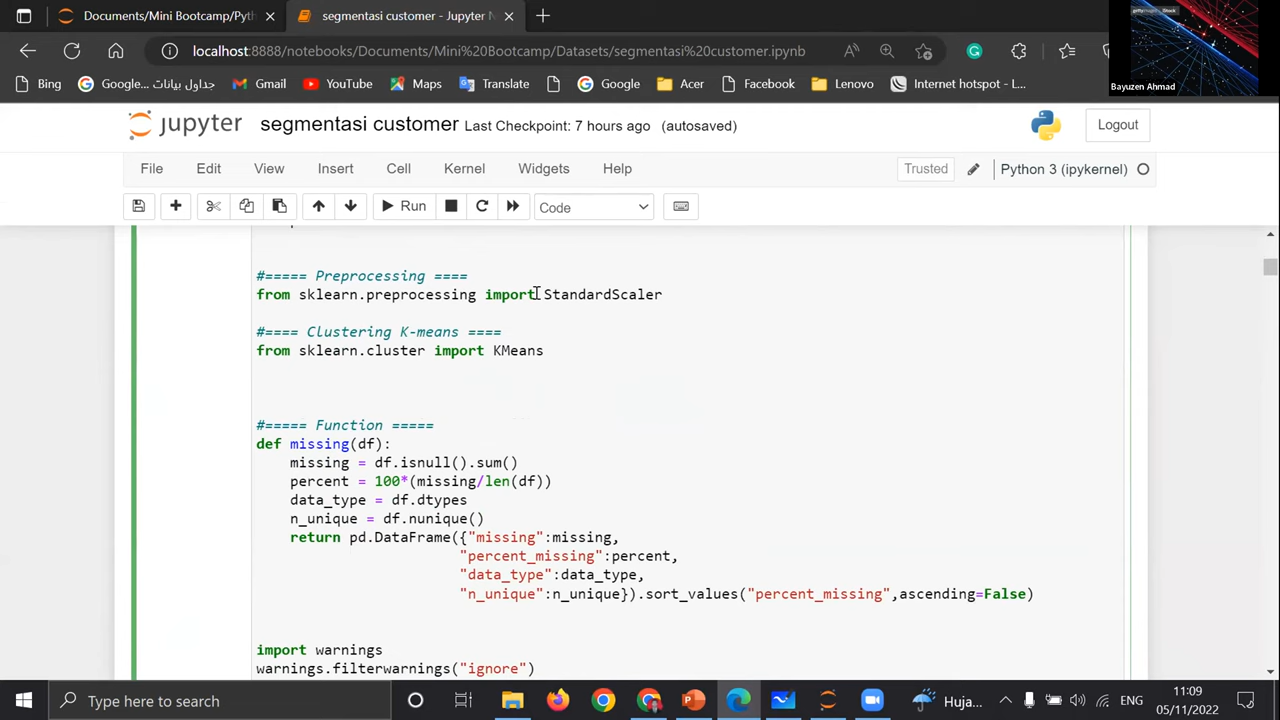 Documents/Mini Bootcamp/Pyth
segmentasi customer - Jupyter N
gettyimages
iStock
localhost:8888/notebooks/Documents/Mini%20Bootcamp/Datasets/segmentasi%20customer.ipynb
Bayuzen Ahmad
Bing
Google... جداول بيانات
Gmail
YouTube
Maps
Translate
Google
Acer
Facebook
Lenovo
Internet hotspot - L...
jupyter
segmentasi customer Last Checkpoint: 7 hours ago (autosaved)
Logout
File Edit View Insert Cell Kernel Widgets Help
Trusted
Python 3 (ipykernel)
Run
Code
#===== Preprocessing ====
from sklearn.preprocessing import StandardScaler
#==== Clustering K-means ====
from sklearn.cluster import KMeans
#===== Function =====
def missing(df):
missing = df.isnull().sum()
percent = 100*(missing/len(df))
data_type = df.dtypes
n_unique = df.nunique()
return pd.DataFrame({"missing":missing,
"percent_missing":percent,
"data_type":data_type,
"n_unique":n_unique}).sort_values("percent_missing",ascending=False)
import warnings
warnings.filterwarnings("ignore")
Type here to search
Huja...
ENG
11:09
05/11/2022